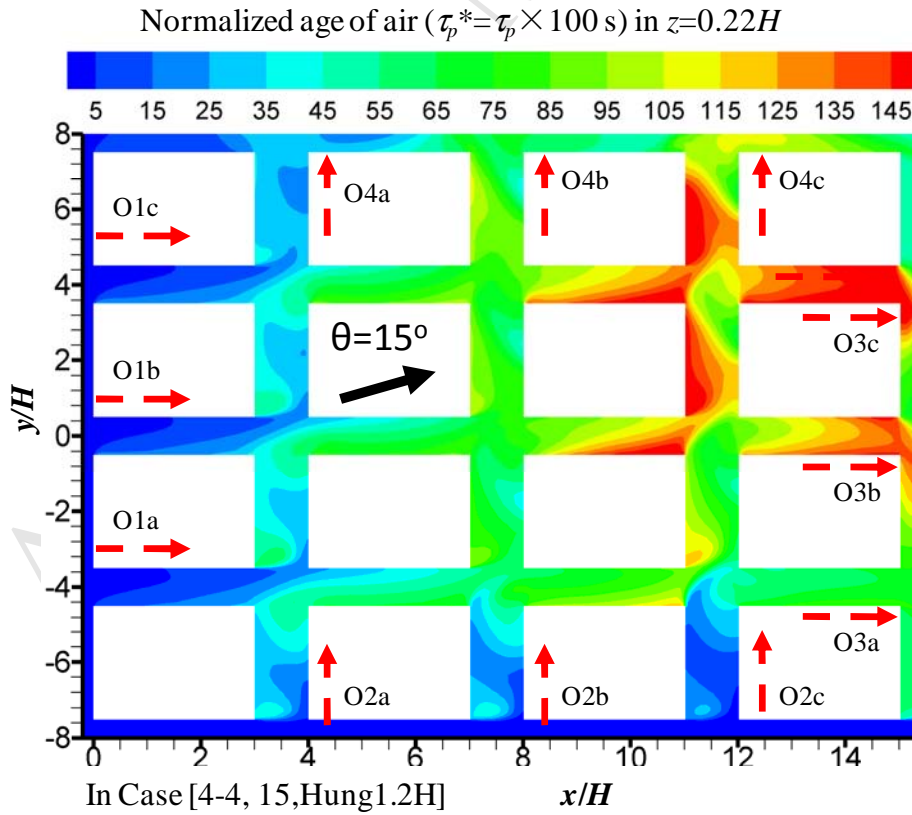 Normalized age of air (τp*=τp×100 s) in z=0.22H
5 15 25 35 45 55 65 75 85 95 105 115 125 135 145
8
O4a O4b O4c
6
O1c
4
θ=15º
O3c
2
O1b
y/H
0
O3b
-2
O1a
-4
O3a
-6
O2a O2b O2c
-8
0 2 4 6 8 10 12 14
In Case [4-4, 15,Hung1.2H] x/H